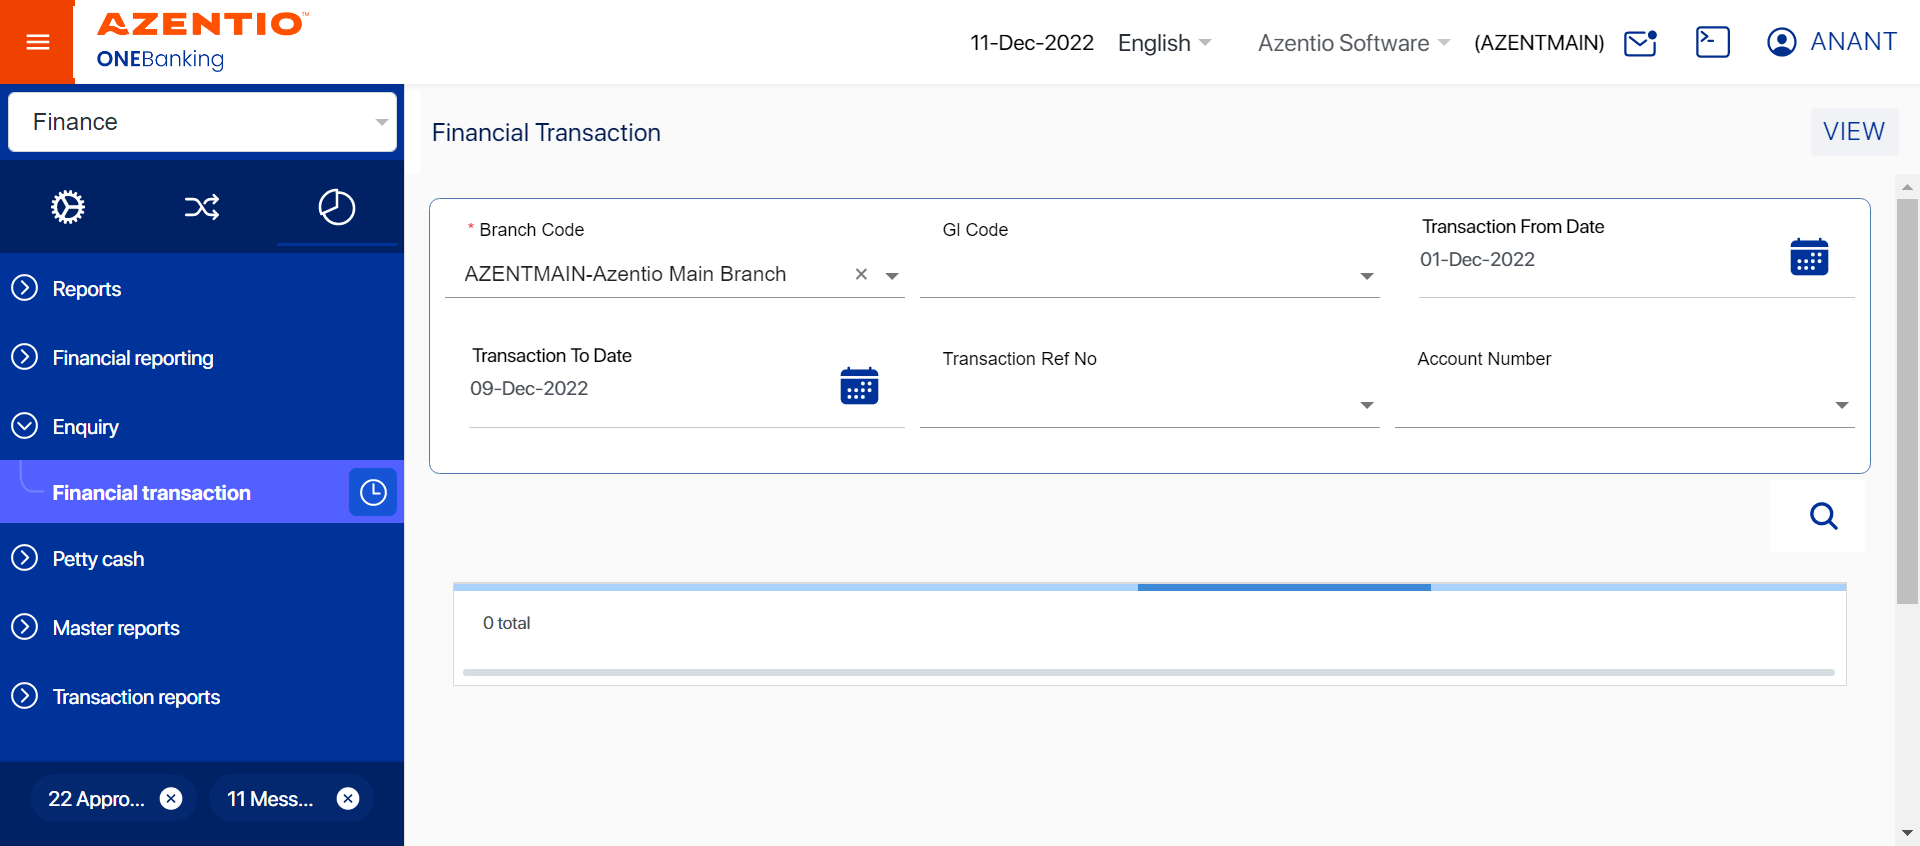 AZENTIO™
ONEBanking
11-Dec-2022 English Azentio Software (AZENTMAIN) ANANT
Finance
Reports
Financial reporting
Enquiry
Financial transaction
Petty cash
Master reports
Transaction reports
22 Appro...
11 Mess...
Financial Transaction
VIEW
* Branch Code
AZENTMAIN-Azentio Main Branch
Gl Code
Transaction From Date
01-Dec-2022
Transaction To Date
09-Dec-2022
Transaction Ref No
Account Number
0 total